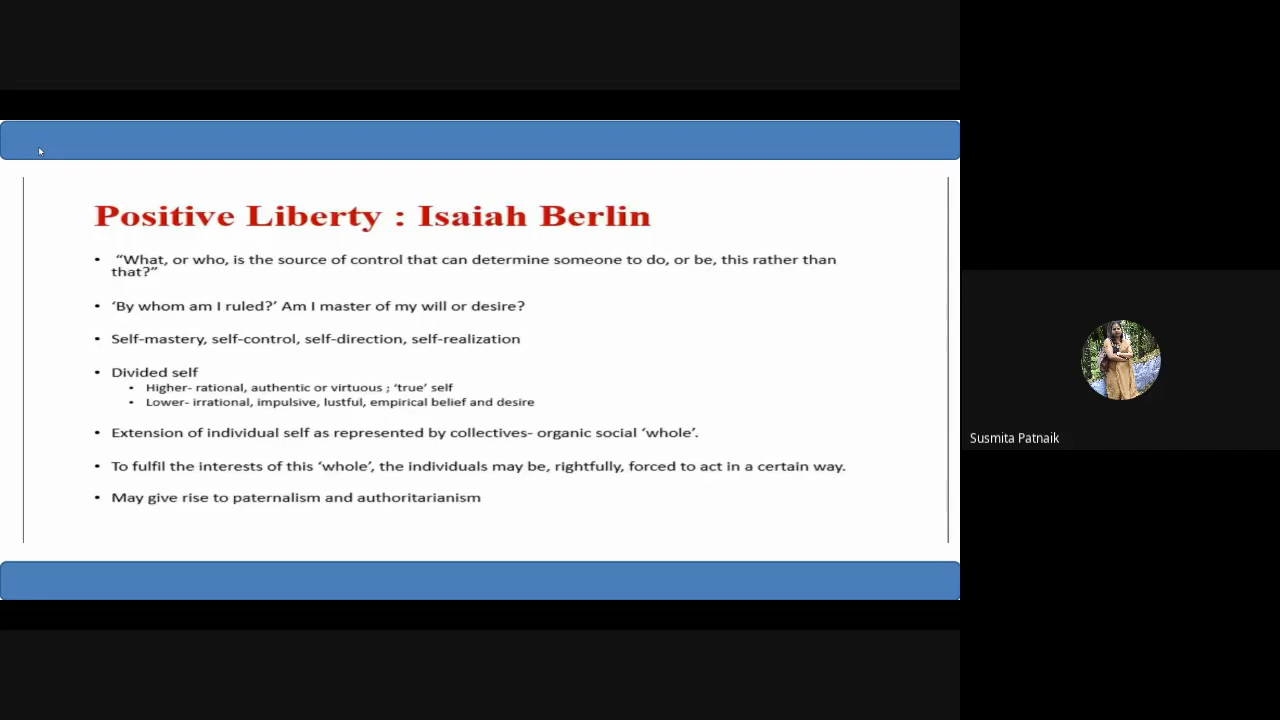 Positive Liberty : Isaiah Berlin
• “What, or who, is the source of control that can determine someone to do, or be, this rather than
that?”
• ‘By whom am I ruled?’ Am I master of my will or desire?
• Self-mastery, self-control, self-direction, self-realization
• Divided self
• Higher- rational, authentic or virtuous ; ‘true’ self
• Lower- irrational, impulsive, lustful, empirical belief and desire
• Extension of individual self as represented by collectives- organic social ‘whole’.
• To fulfil the interests of this ‘whole’, the individuals may be, rightfully, forced to act in a certain way.
• May give rise to paternalism and authoritarianism
Susmita Patnaik